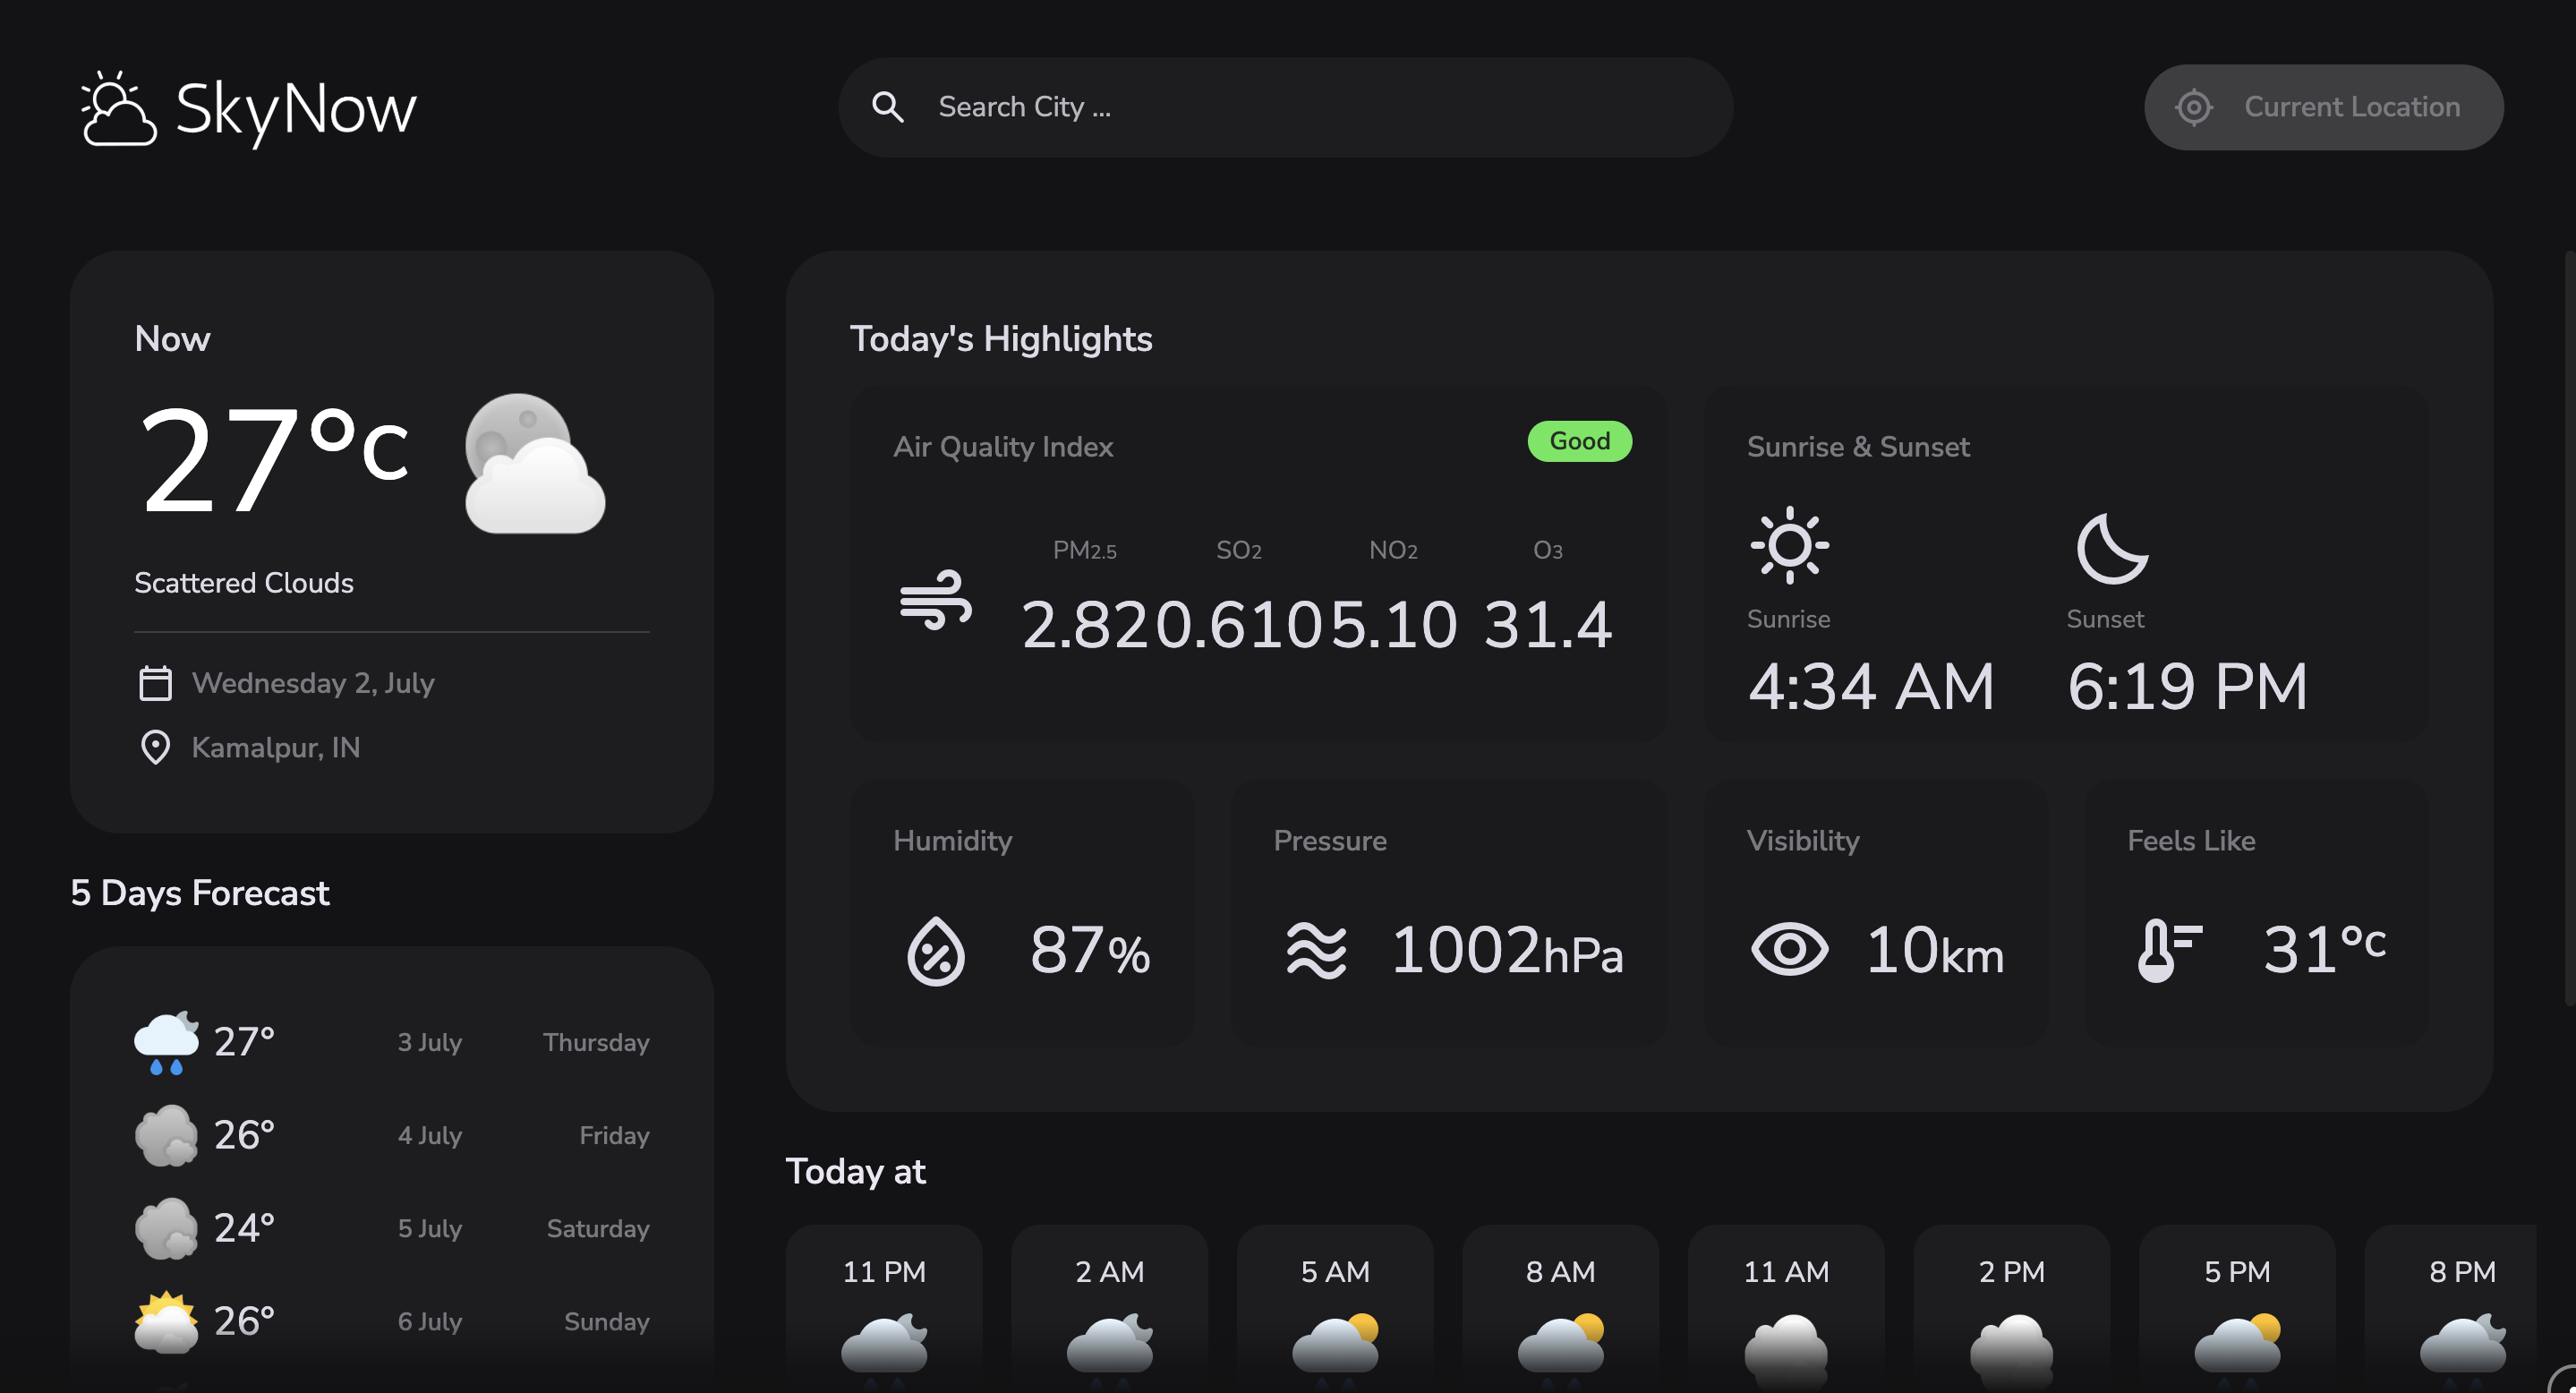 SkyNow
Search City ...
Current Location
Now
27°c
Scattered Clouds
Wednesday 2, July
Kamalpur, IN
5 Days Forecast
27° 3 July Thursday
26° 4 July Friday
24° 5 July Saturday
26° 6 July Sunday
Today's Highlights
Air Quality Index
Good
PM2.5 SO2 NO2 O3
2.82 0.610 5.10 31.4
Sunrise & Sunset
Sunrise
4:34 AM
Sunset
6:19 PM
Humidity
87%
Pressure
1002hPa
Visibility
10km
Feels Like
31°c
Today at
11 PM 2 AM 5 AM 8 AM 11 AM 2 PM 5 PM 8 PM